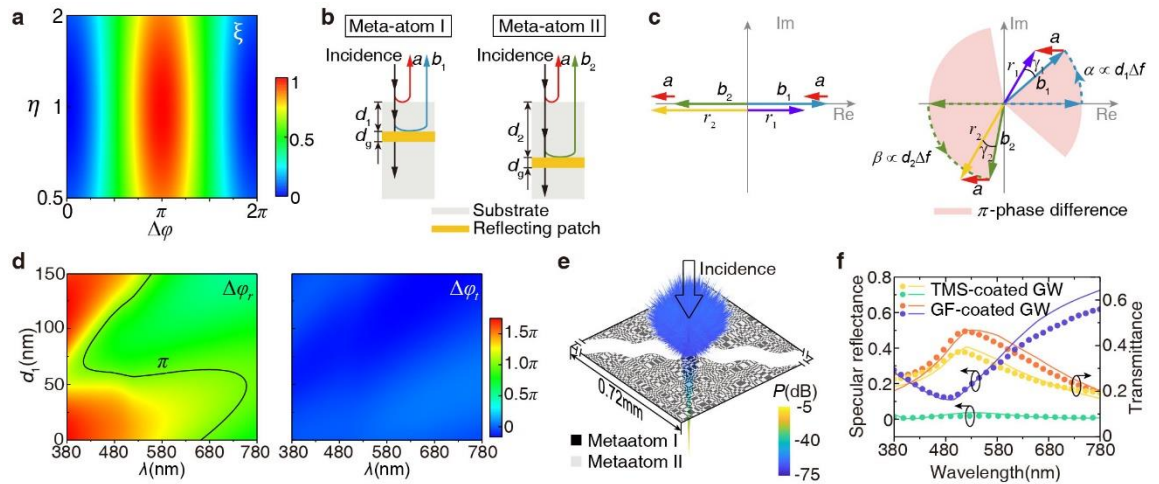 a
2
ξ
η
1
0.5
0
π
2π
Δφ
1
0
b
Meta-atom I
Meta-atom II
Incidence
a
b₁
Incidence
a
b₂
d₁
d_g
d₂
d_g
Substrate
Reflecting patch
c
Im
a
b₂
b₁
a
Re
r₂
r₁
Im
a
r₁
γ₁
b₁
α ∝ d₁Δf
Re
r₂
γ₂
b₂
β ∝ d₂Δf
a
π-phase difference
d
150
100
50
0
d₁(nm)
Δφᵣ
π
380
480
580
680
780
λ(nm)
Δφₜ
380
480
580
680
780
λ(nm)
1.5π
π
0.5π
0
e
Incidence
0.72mm
P(dB)
-5
-40
-75
Metaatom I
Metaatom II
f
0.8
0.6
0.4
0.2
0
Specular reflectance
TMS-coated GW
GF-coated GW
0.6
0.4
0.2
0
Transmittance
380
480
580
680
780
Wavelength(nm)